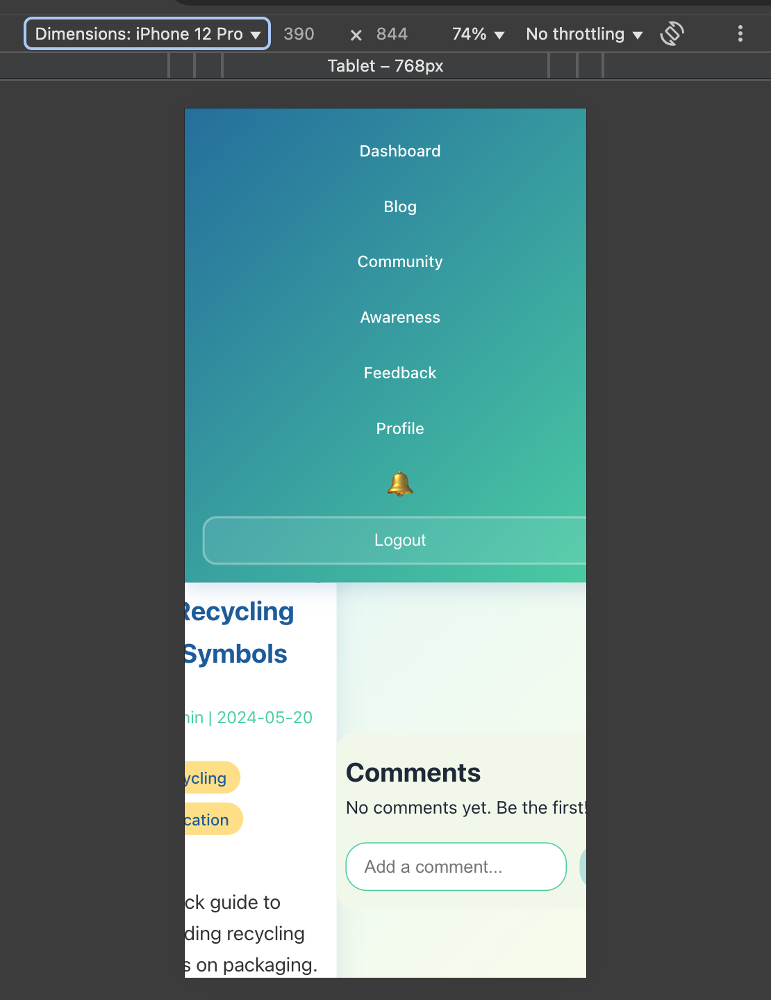 Dimensions: iPhone 12 Pro ▼ 390 × 844 74% ▼ No throttling ▼
Tablet – 768px
Dashboard
Blog
Community
Awareness
Feedback
Profile
Logout
Recycling
Symbols
min | 2024-05-20
ycling
cation
ck guide to
ding recycling
s on packaging.
Comments
No comments yet. Be the first!
Add a comment...